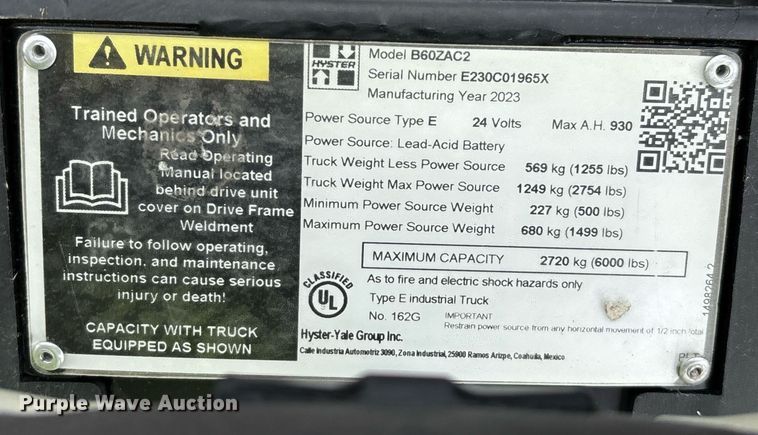 WARNING
Trained Operators and
Mechanics Only
Read Operating
Manual located
behind drive unit
cover on Drive Frame
Weldment
Failure to follow operating,
inspection, and maintenance
instructions can cause serious
injury or death!
CAPACITY WITH TRUCK
EQUIPPED AS SHOWN
HYSTER
Model B60ZAC2
Serial Number E230C01965X
Manufacturing Year 2023
Power Source Type E 24 Volts Max A.H. 930
Power Source: Lead-Acid Battery
Truck Weight Less Power Source 569 kg (1255 lbs)
Truck Weight Max Power Source 1249 kg (2754 lbs)
Minimum Power Source Weight 227 kg (500 lbs)
Maximum Power Source Weight 680 kg (1499 lbs)
MAXIMUM CAPACITY 2720 kg (6000 lbs)
CLASSIFIED
UL
As to fire and electric shock hazards only
Type E industrial Truck
No. 162G IMPORTANT
Restrain power source from any horizontal movement of 1/2 inch total
Hyster-Yale Group Inc.
Calle Industria Automotriz 3090, Zona Industrial, 25900 Ramos Arizpe, Coahuila, Mexico
1498264 2
Purple Wave Auction